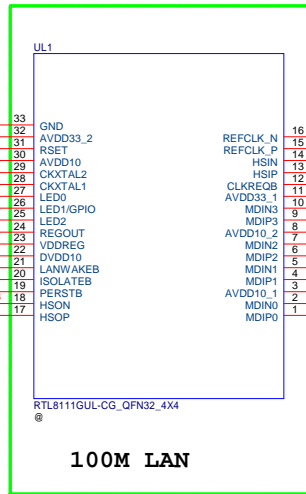 UL1
33 GND
32 AVDD33_2 REFCLK_N 16
31 RSET REFCLK_P 15
30 AVDD10 HSIN 14
29 CKXTAL2 HSIP 13
28 CKXTAL1 CLKREQB 12
27 LED0 AVDD33_1 11
26 LED1/GPIO MDIN3 10
25 LED2 MDIP3 9
24 REGOUT AVDD10_2 8
23 VDDREG MDIN2 7
22 DVDD10 MDIP2 6
21 LANWAKEB MDIN1 5
20 ISOLATEB MDIP1 4
19 PERSTB AVDD10_1 3
18 HSON MDIN0 2
17 HSOP MDIP0 1
RTL8111GUL-CG_QFN32_4X4
@
100M LAN